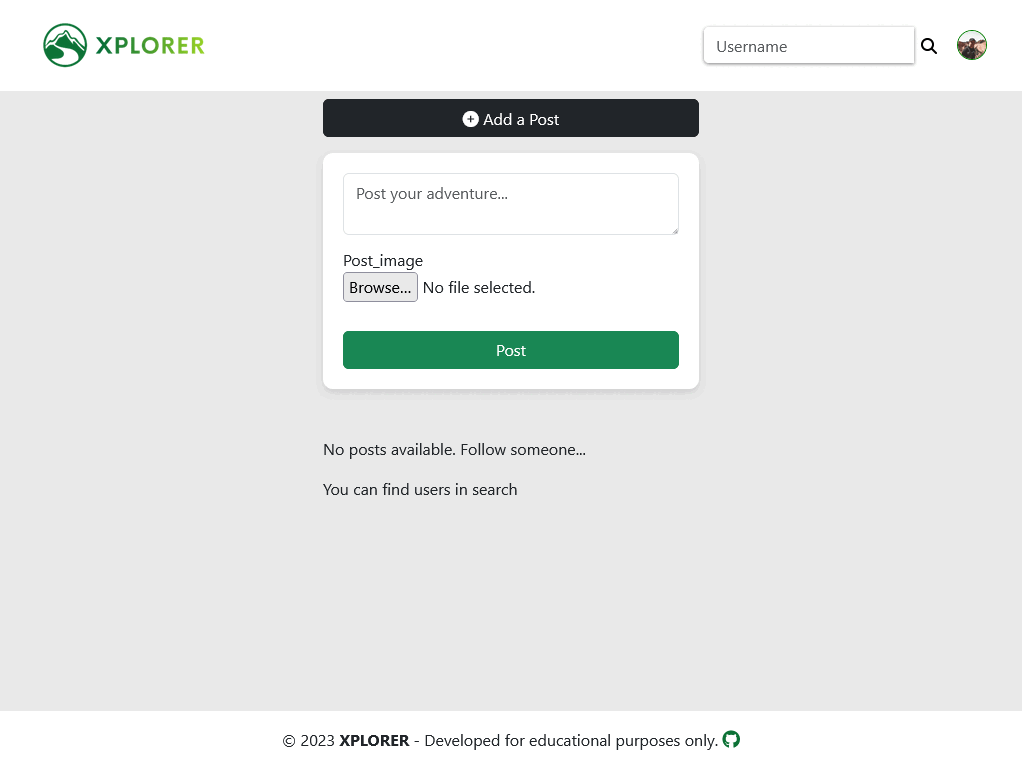 XPLORER
Username
Add a Post
Post your adventure...
Post_image
Browse... No file selected.
Post
No posts available. Follow someone...
You can find users in search
© 2023 XPLORER - Developed for educational purposes only.